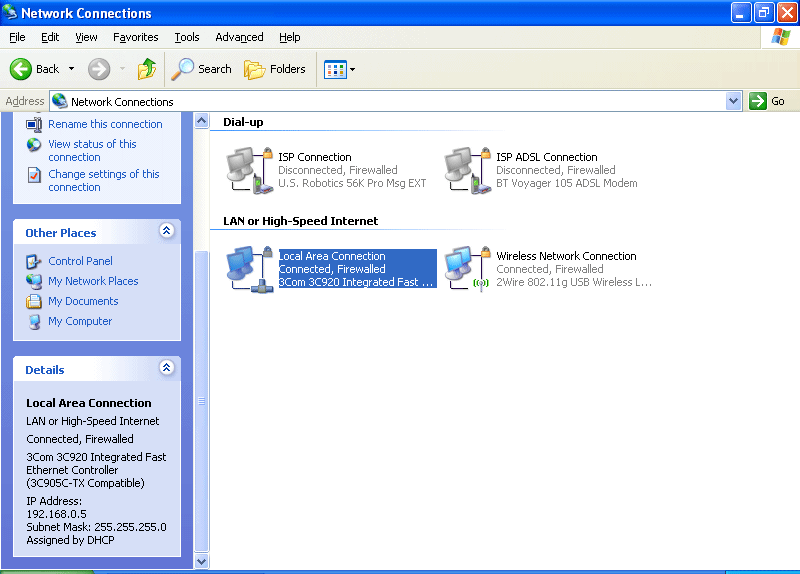 Network Connections
File Edit View Favorites Tools Advanced Help
Back Search Folders
Address Network Connections Go
Rename this connection
View status of this
connection
Change settings of this
connection
Other Places
Control Panel
My Network Places
My Documents
My Computer
Details
Local Area Connection
LAN or High-Speed Internet
Connected, Firewalled
3Com 3C920 Integrated Fast
Ethernet Controller
(3C905C-TX Compatible)
IP Address:
192.168.0.5
Subnet Mask: 255.255.255.0
Assigned by DHCP
Dial-up
ISP Connection
Disconnected, Firewalled
U.S. Robotics 56K Pro Msg EXT
ISP ADSL Connection
Disconnected, Firewalled
BT Voyager 105 ADSL Modem
LAN or High-Speed Internet
Local Area Connection
Connected, Firewalled
3Com 3C920 Integrated Fast ...
Wireless Network Connection
Connected, Firewalled
2Wire 802.11g USB Wireless L...